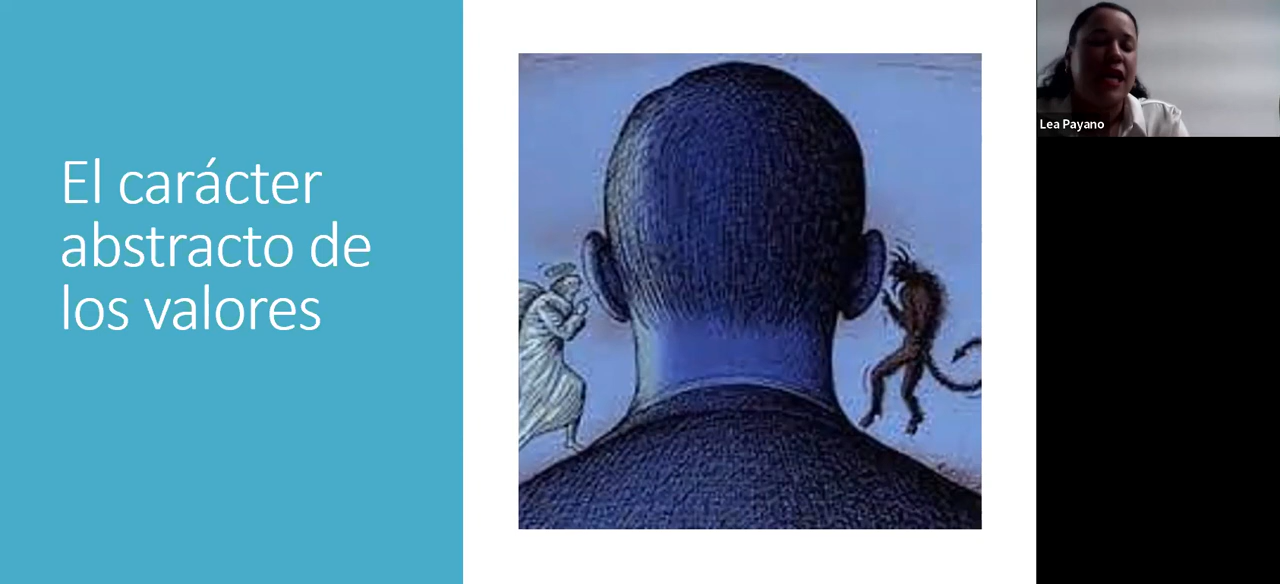 El carácter
abstracto de
los valores
Lea Payano